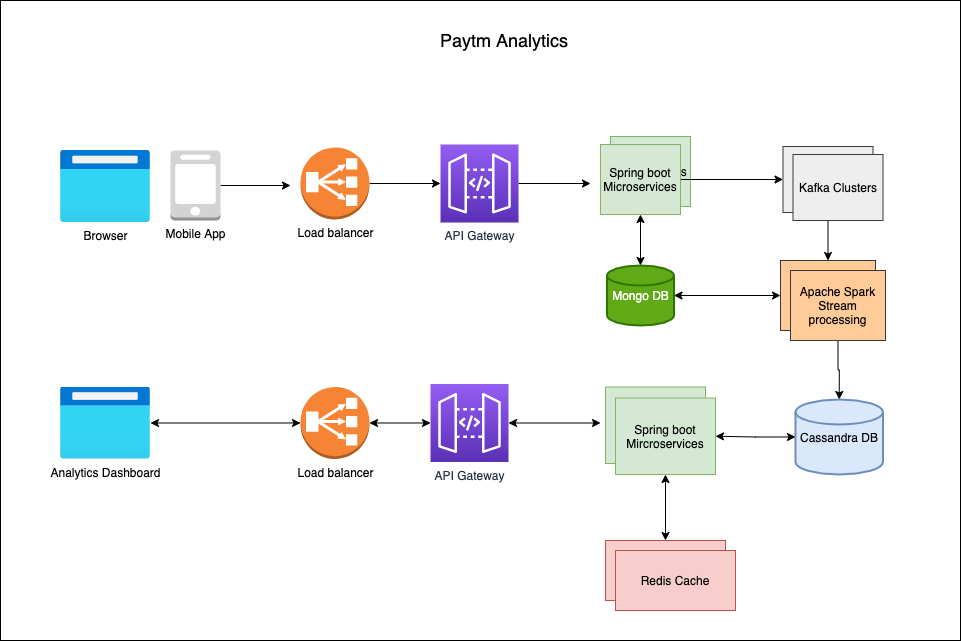 Paytm Analytics
Browser
Mobile App
Load balancer
API Gateway
Spring boot
Microservices
s
Kafka Clusters
Mongo DB
Apache Spark
Stream
processing
Analytics Dashboard
Load balancer
API Gateway
Spring boot
Mircroservices
Cassandra DB
Redis Cache